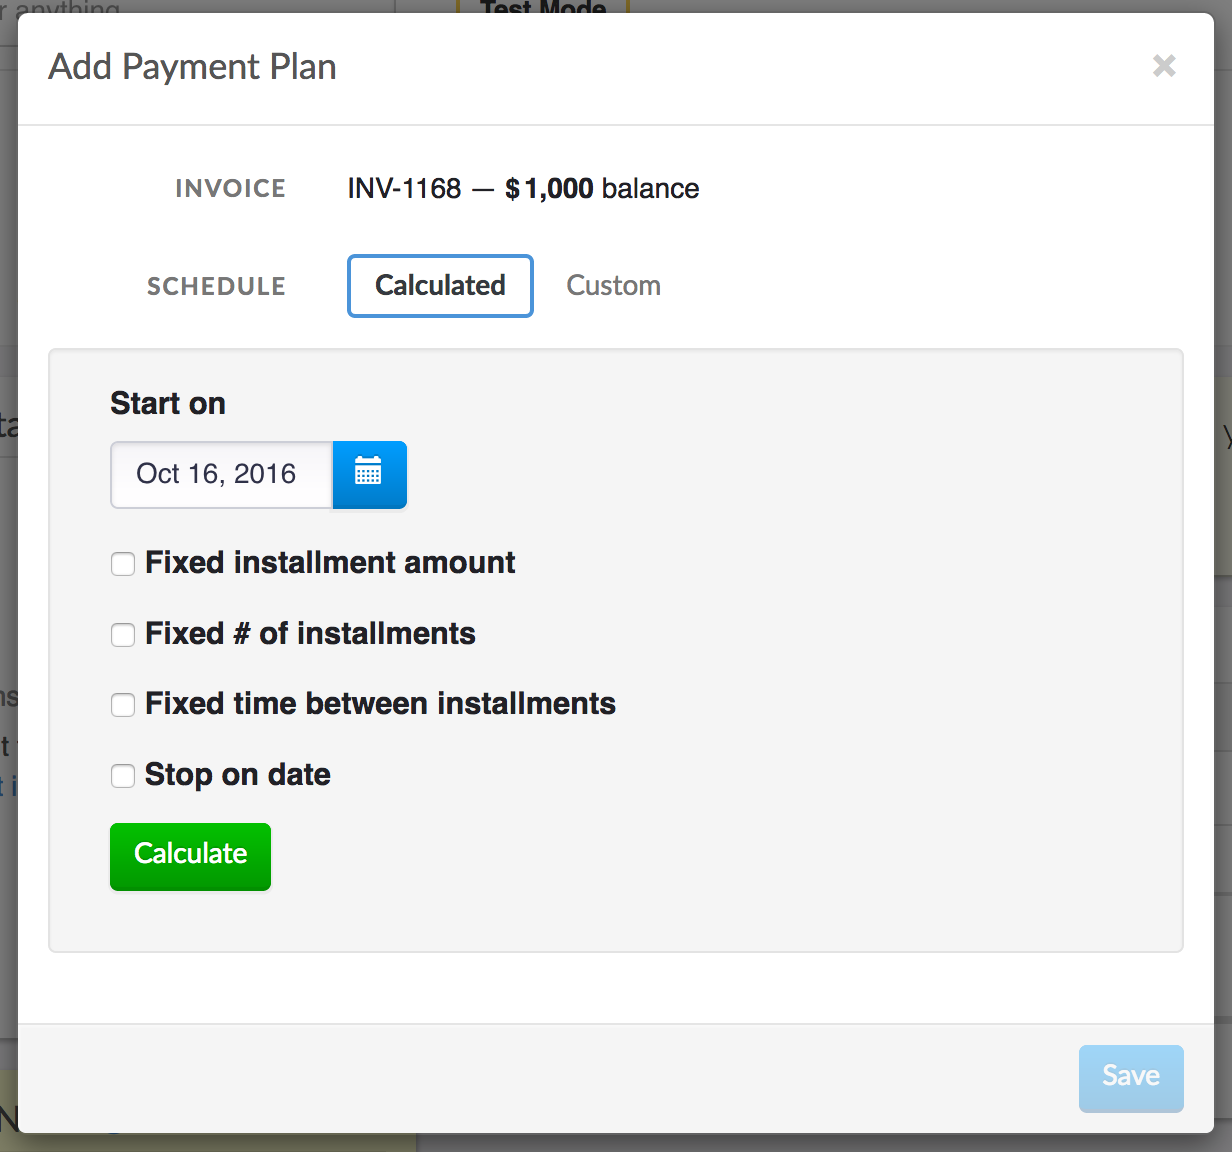 r anything
Test Mode
Add Payment Plan
INVOICE INV-1168 — $1,000 balance
SCHEDULE Calculated Custom
Start on
Oct 16, 2016
Fixed installment amount
Fixed # of installments
Fixed time between installments
Stop on date
Calculate
Save